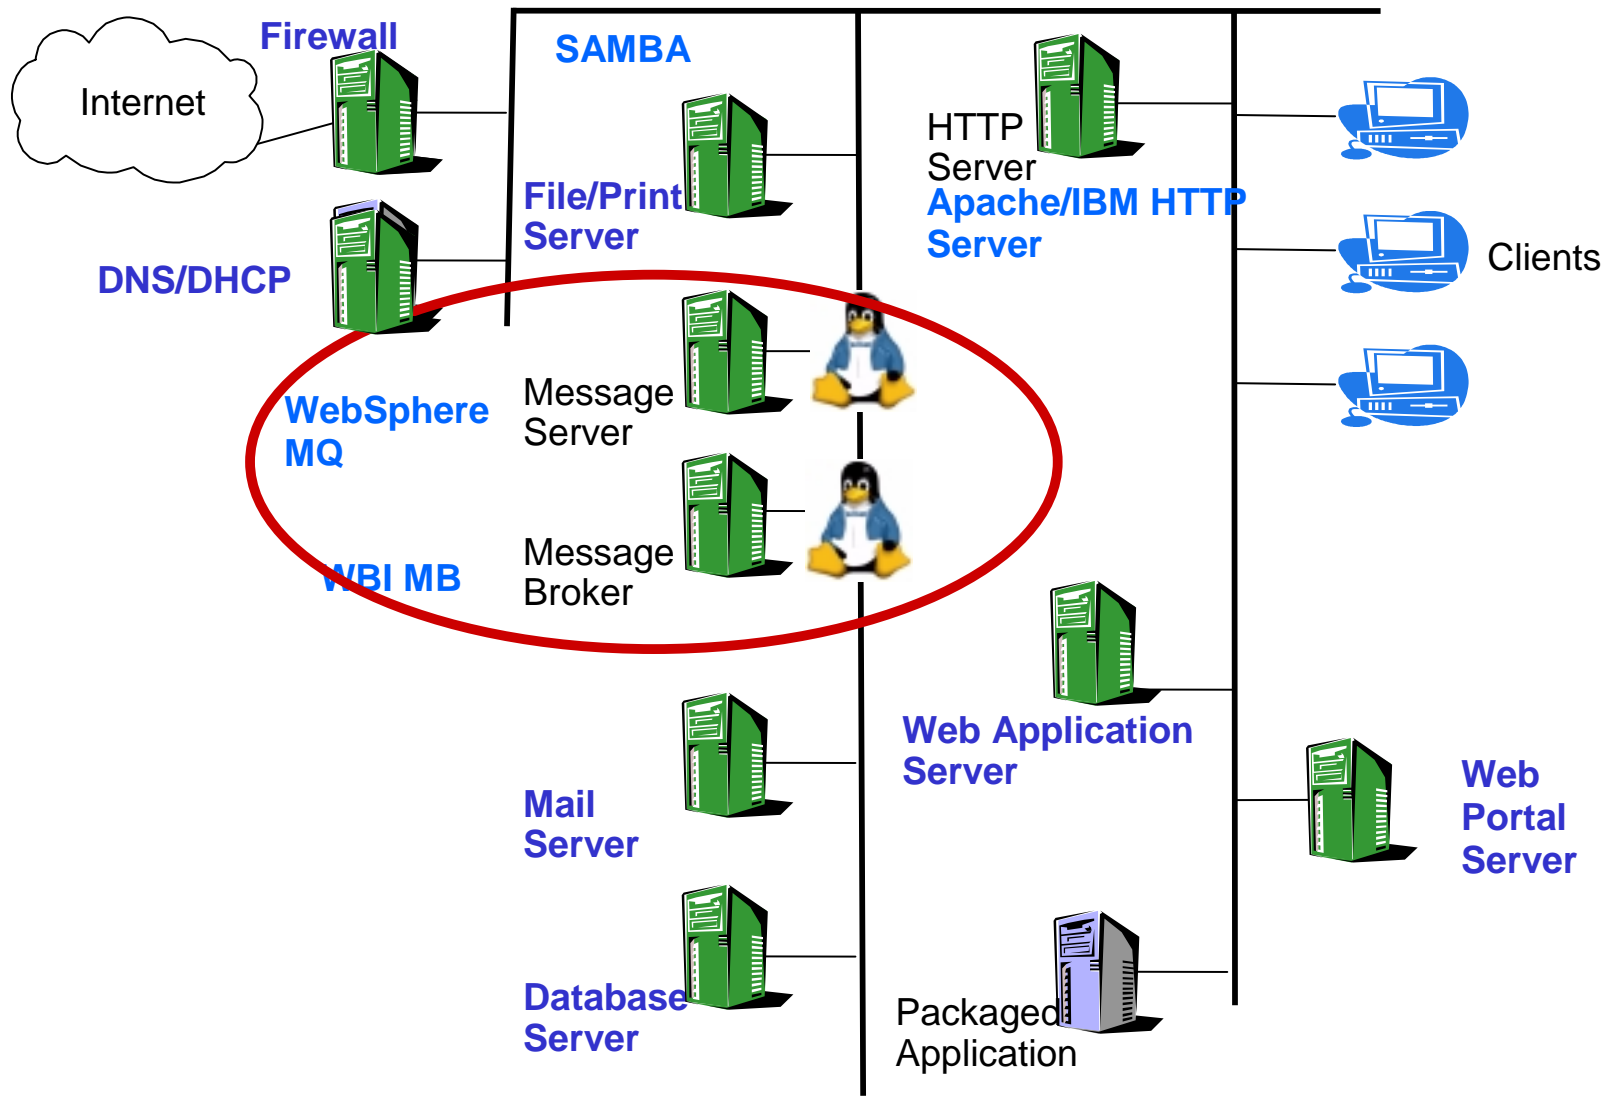 Firewall
Internet
DNS/DHCP
SAMBA
File/Print
Server
WebSphere
MQ
Message
Server
WBI MB
Message
Broker
Mail
Server
Database
Server
HTTP
Server
Apache/IBM HTTP
Server
Clients
Web Application
Server
Web
Portal
Server
Packaged
Application